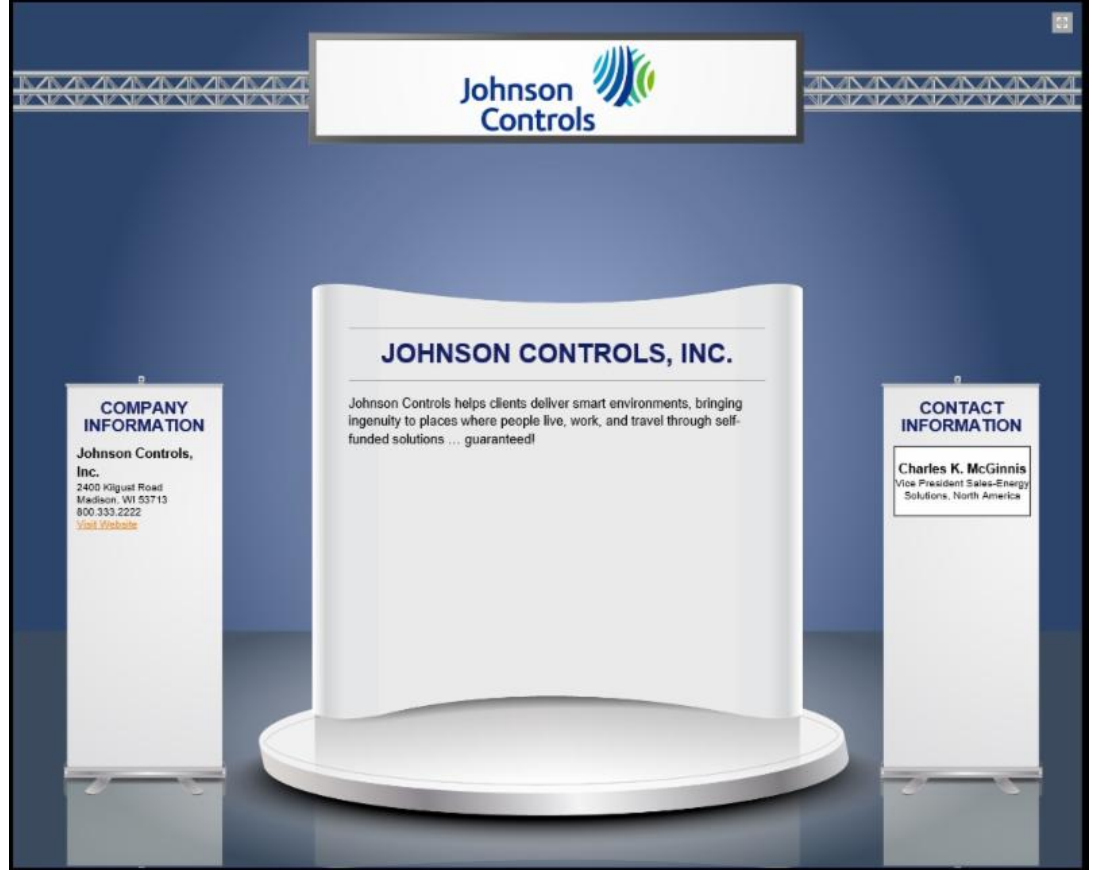 Johnson
Controls
JOHNSON CONTROLS, INC.
Johnson Controls helps clients deliver smart environments, bringing
ingenuity to places where people live, work, and travel through self-
funded solutions … guaranteed!
COMPANY
INFORMATION
Johnson Controls,
Inc.
2400 Kilgust Road
Madison, WI 53713
800.333.2222
Visit Website
CONTACT
INFORMATION
Charles K. McGinnis
Vice President Sales-Energy
Solutions, North America